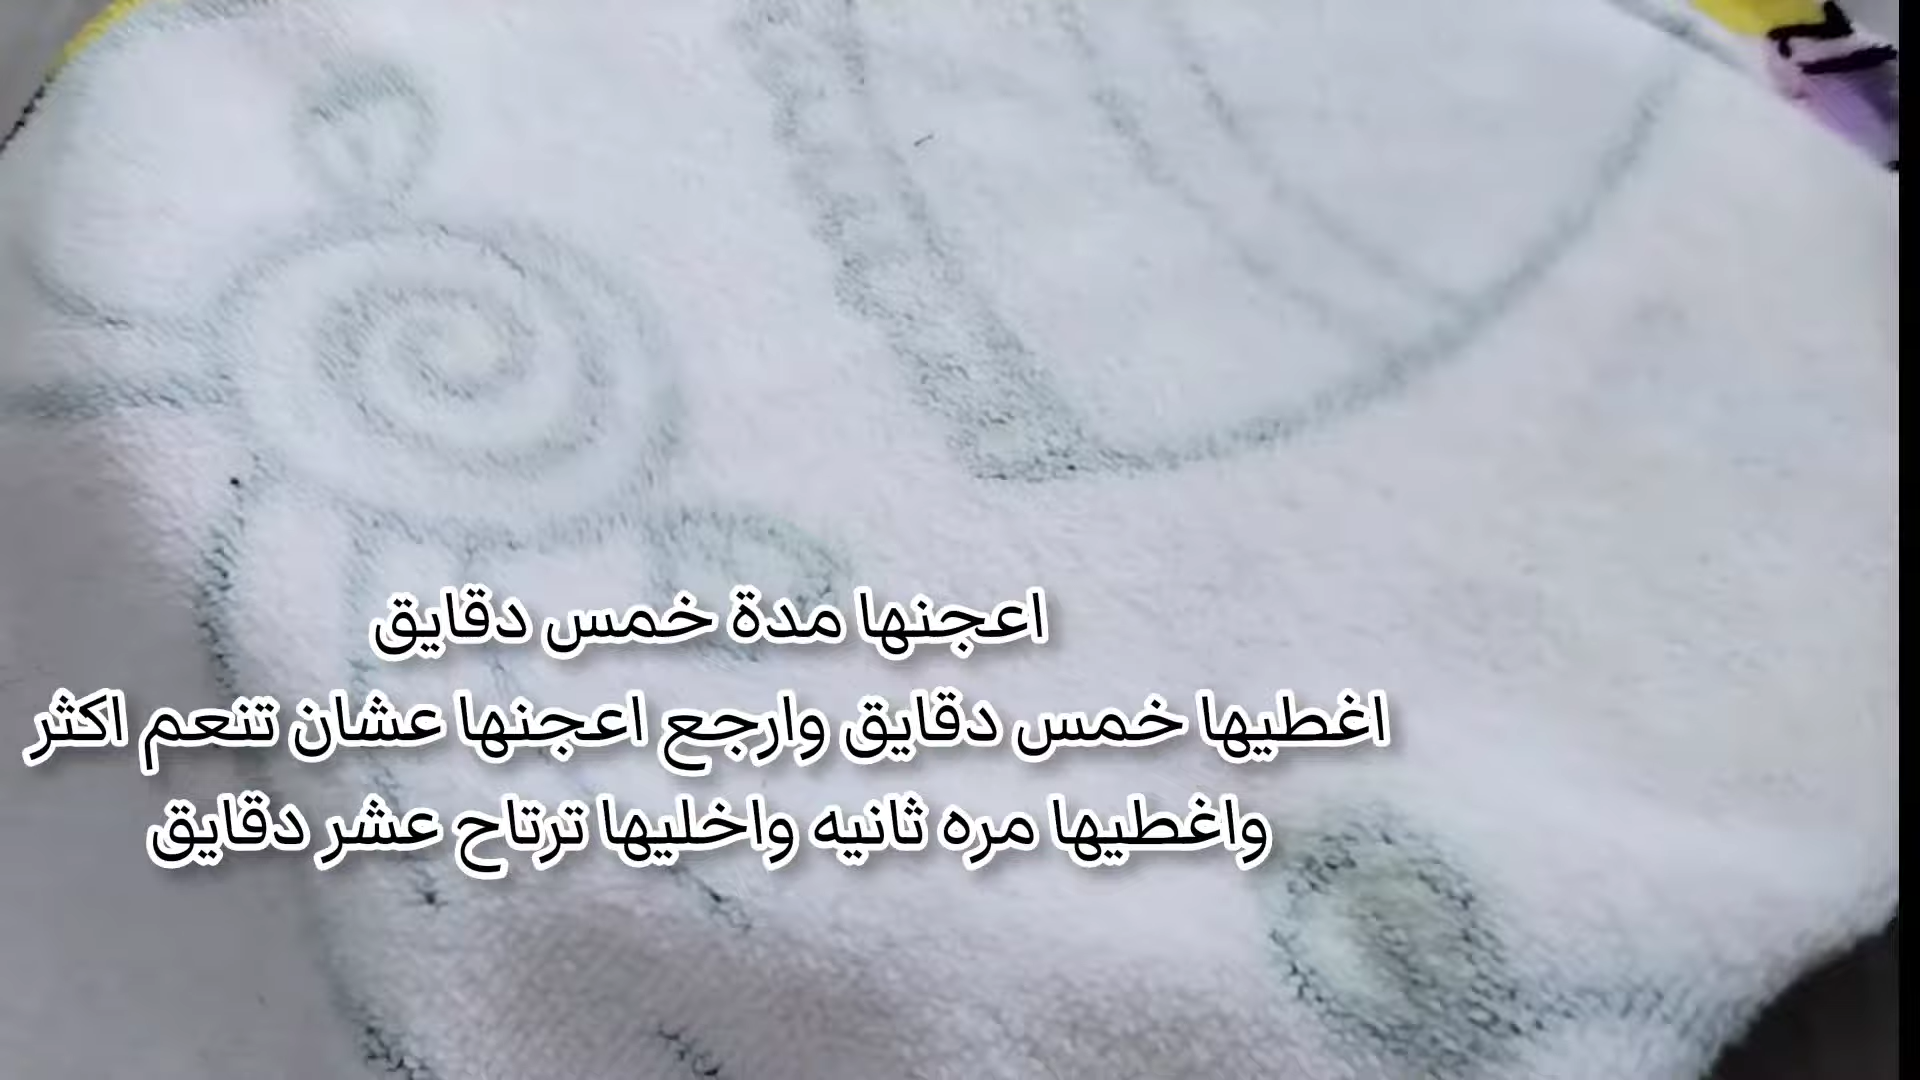 اعجنها مدة خمس دقايق
اغطيها خمس دقايق وارجع اعجنها عشان تنعم اكثر
واغطيها مره ثانيه واخليها ترتاح عشر دقايق